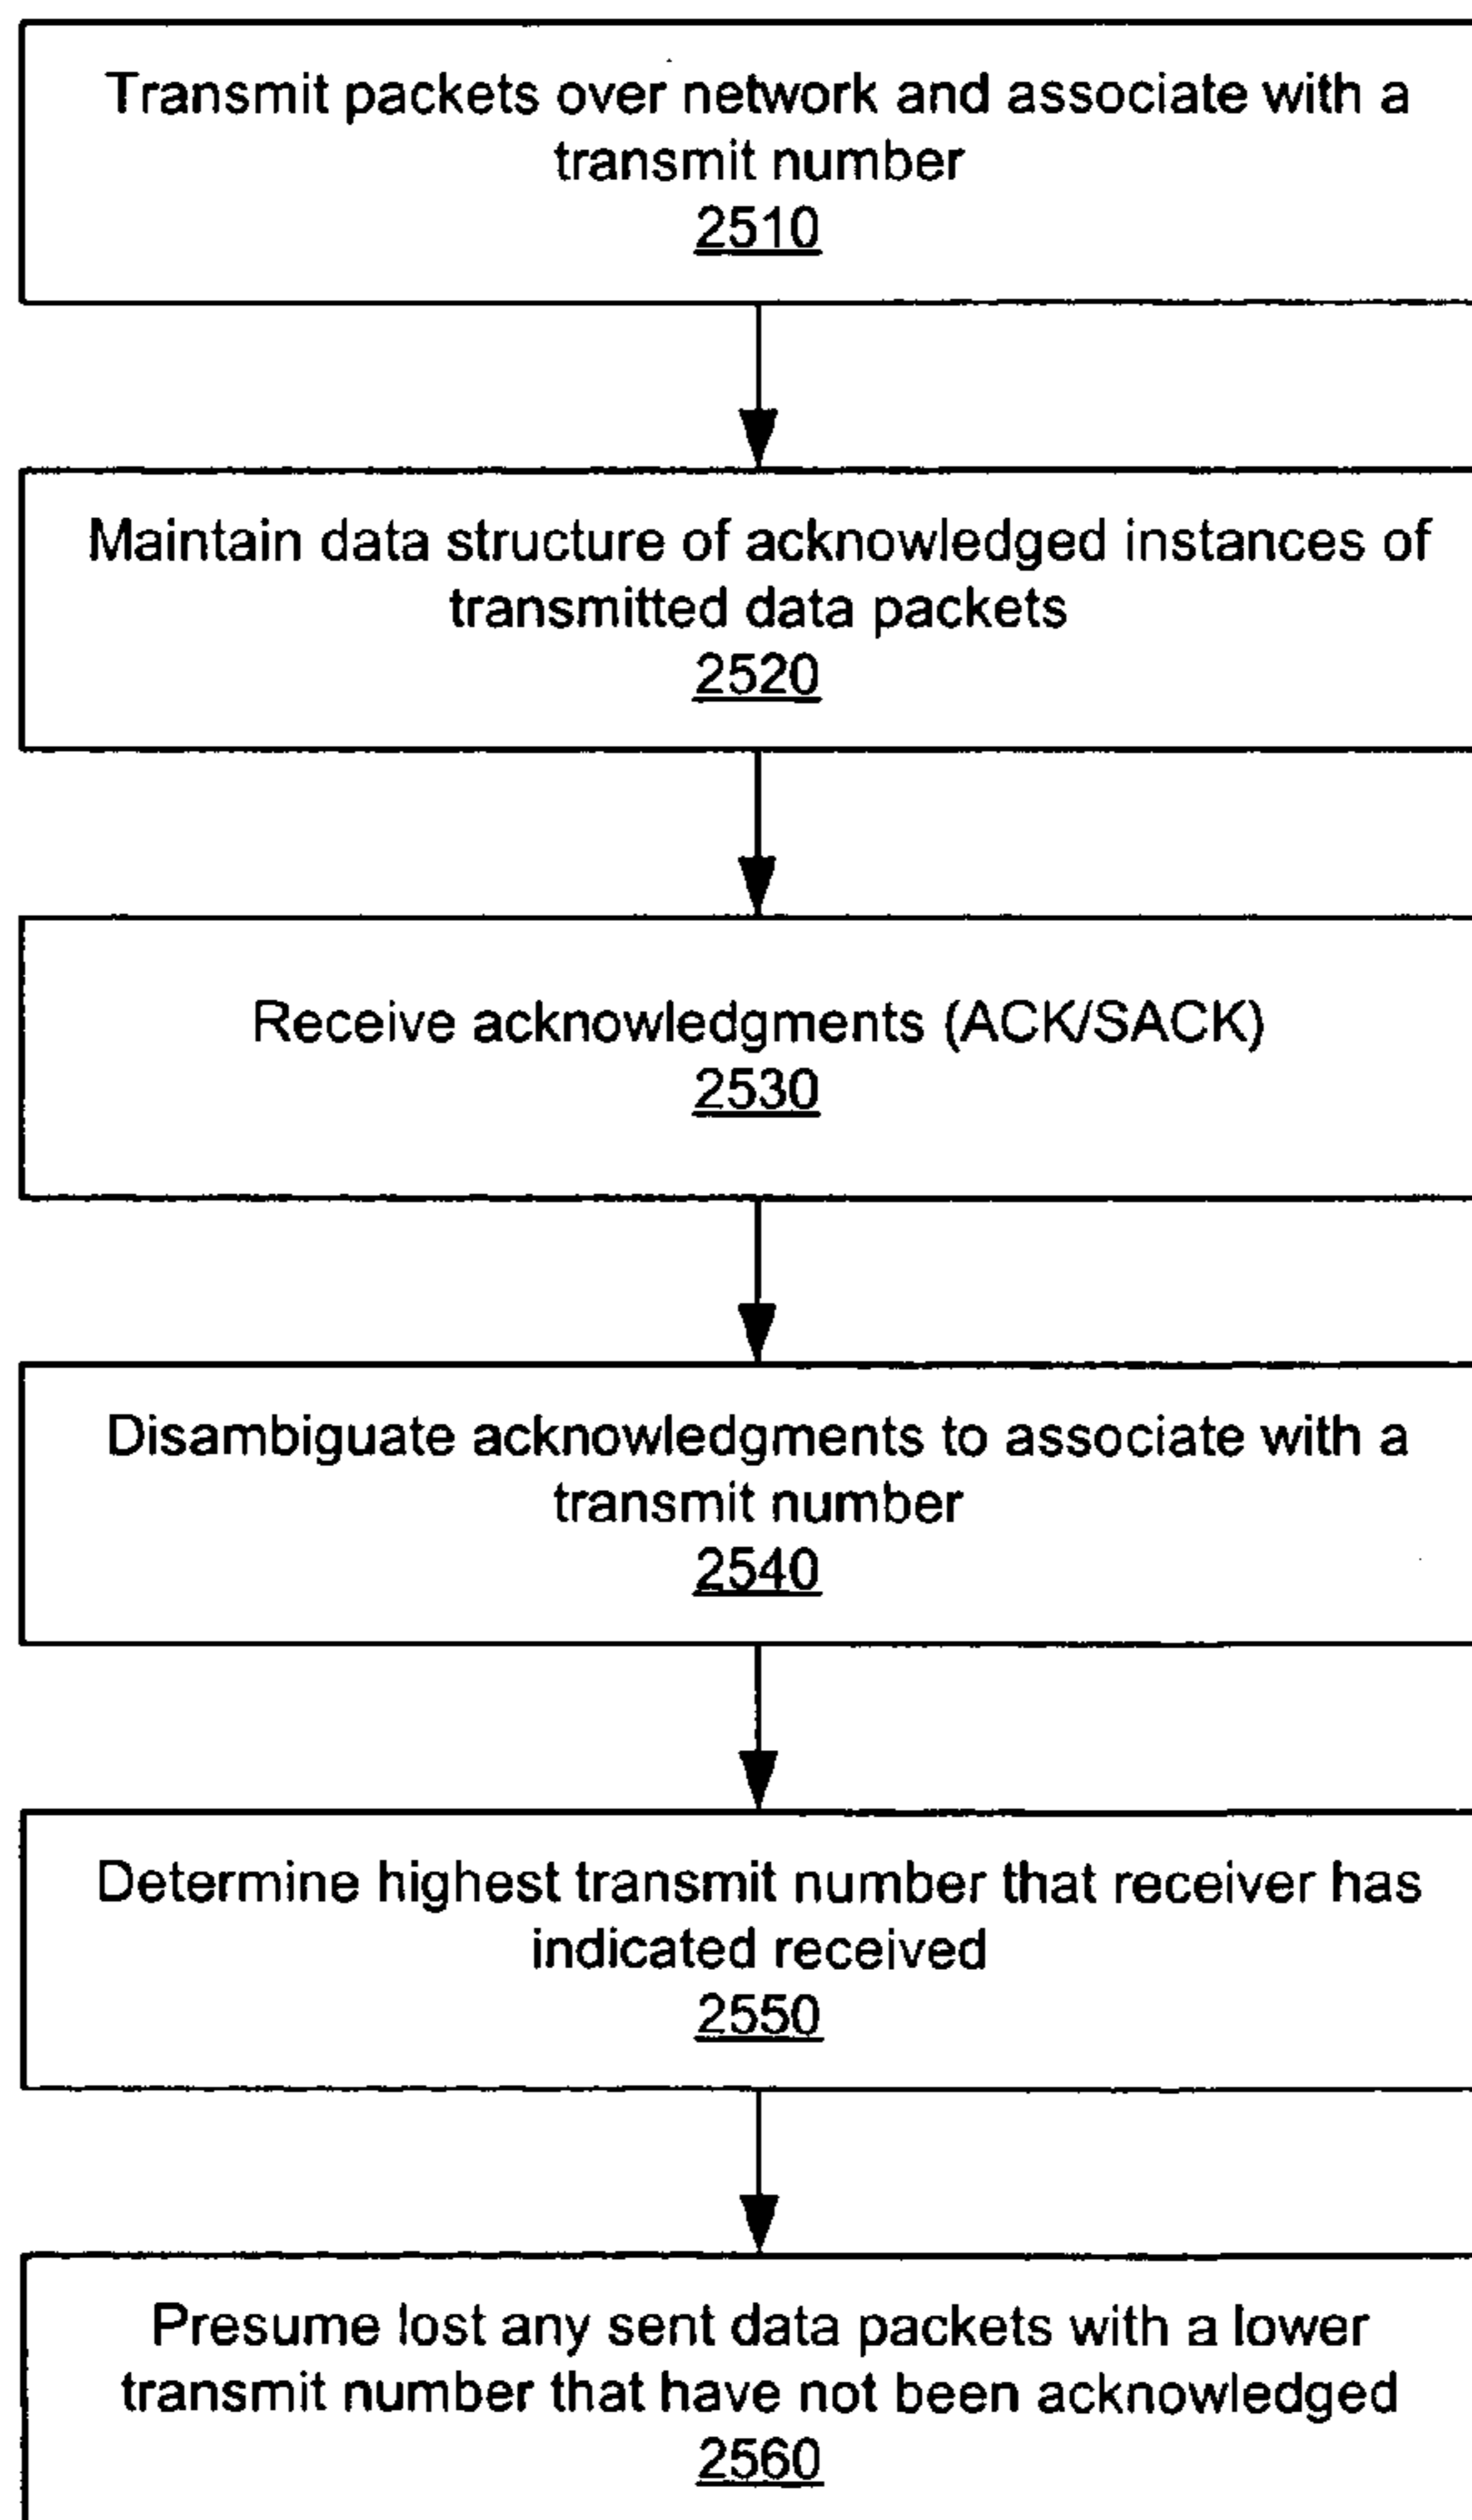 Transmit packets over network and associate with a
transmit number
2510
Maintain data structure of acknowledged instances of
transmitted data packets
2520
Receive acknowledgments (ACK/SACK)
2530
Disambiguate acknowledgments to associate with a
transmit number
2540
Determine highest transmit number that receiver has
indicated received
2550
Presume lost any sent data packets with a lower
transmit number that have not been acknowledged
2560